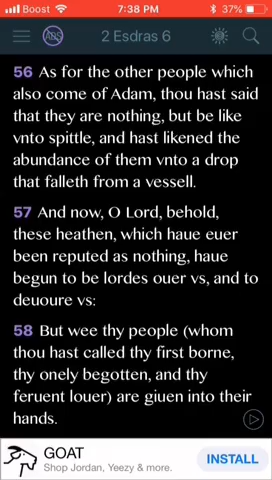 Boost 7:38 PM 37%
ADS 2 Esdras 6
56 As for the other people which
also come of Adam, thou hast said
that they are nothing, but be like
vnto spittle, and hast likened the
abundance of them vnto a drop
that falleth from a vessell.
57 And now, O Lord, behold,
these heathen, which haue euer
been reputed as nothing, haue
begun to be lordes ouer vs, and to
deuoure vs:
58 But wee thy people (whom
thou hast called thy first borne,
thy onely begotten, and thy
feruent louer) are giuen into their
hands.
GOAT
Shop Jordan, Yeezy & more.
INSTALL